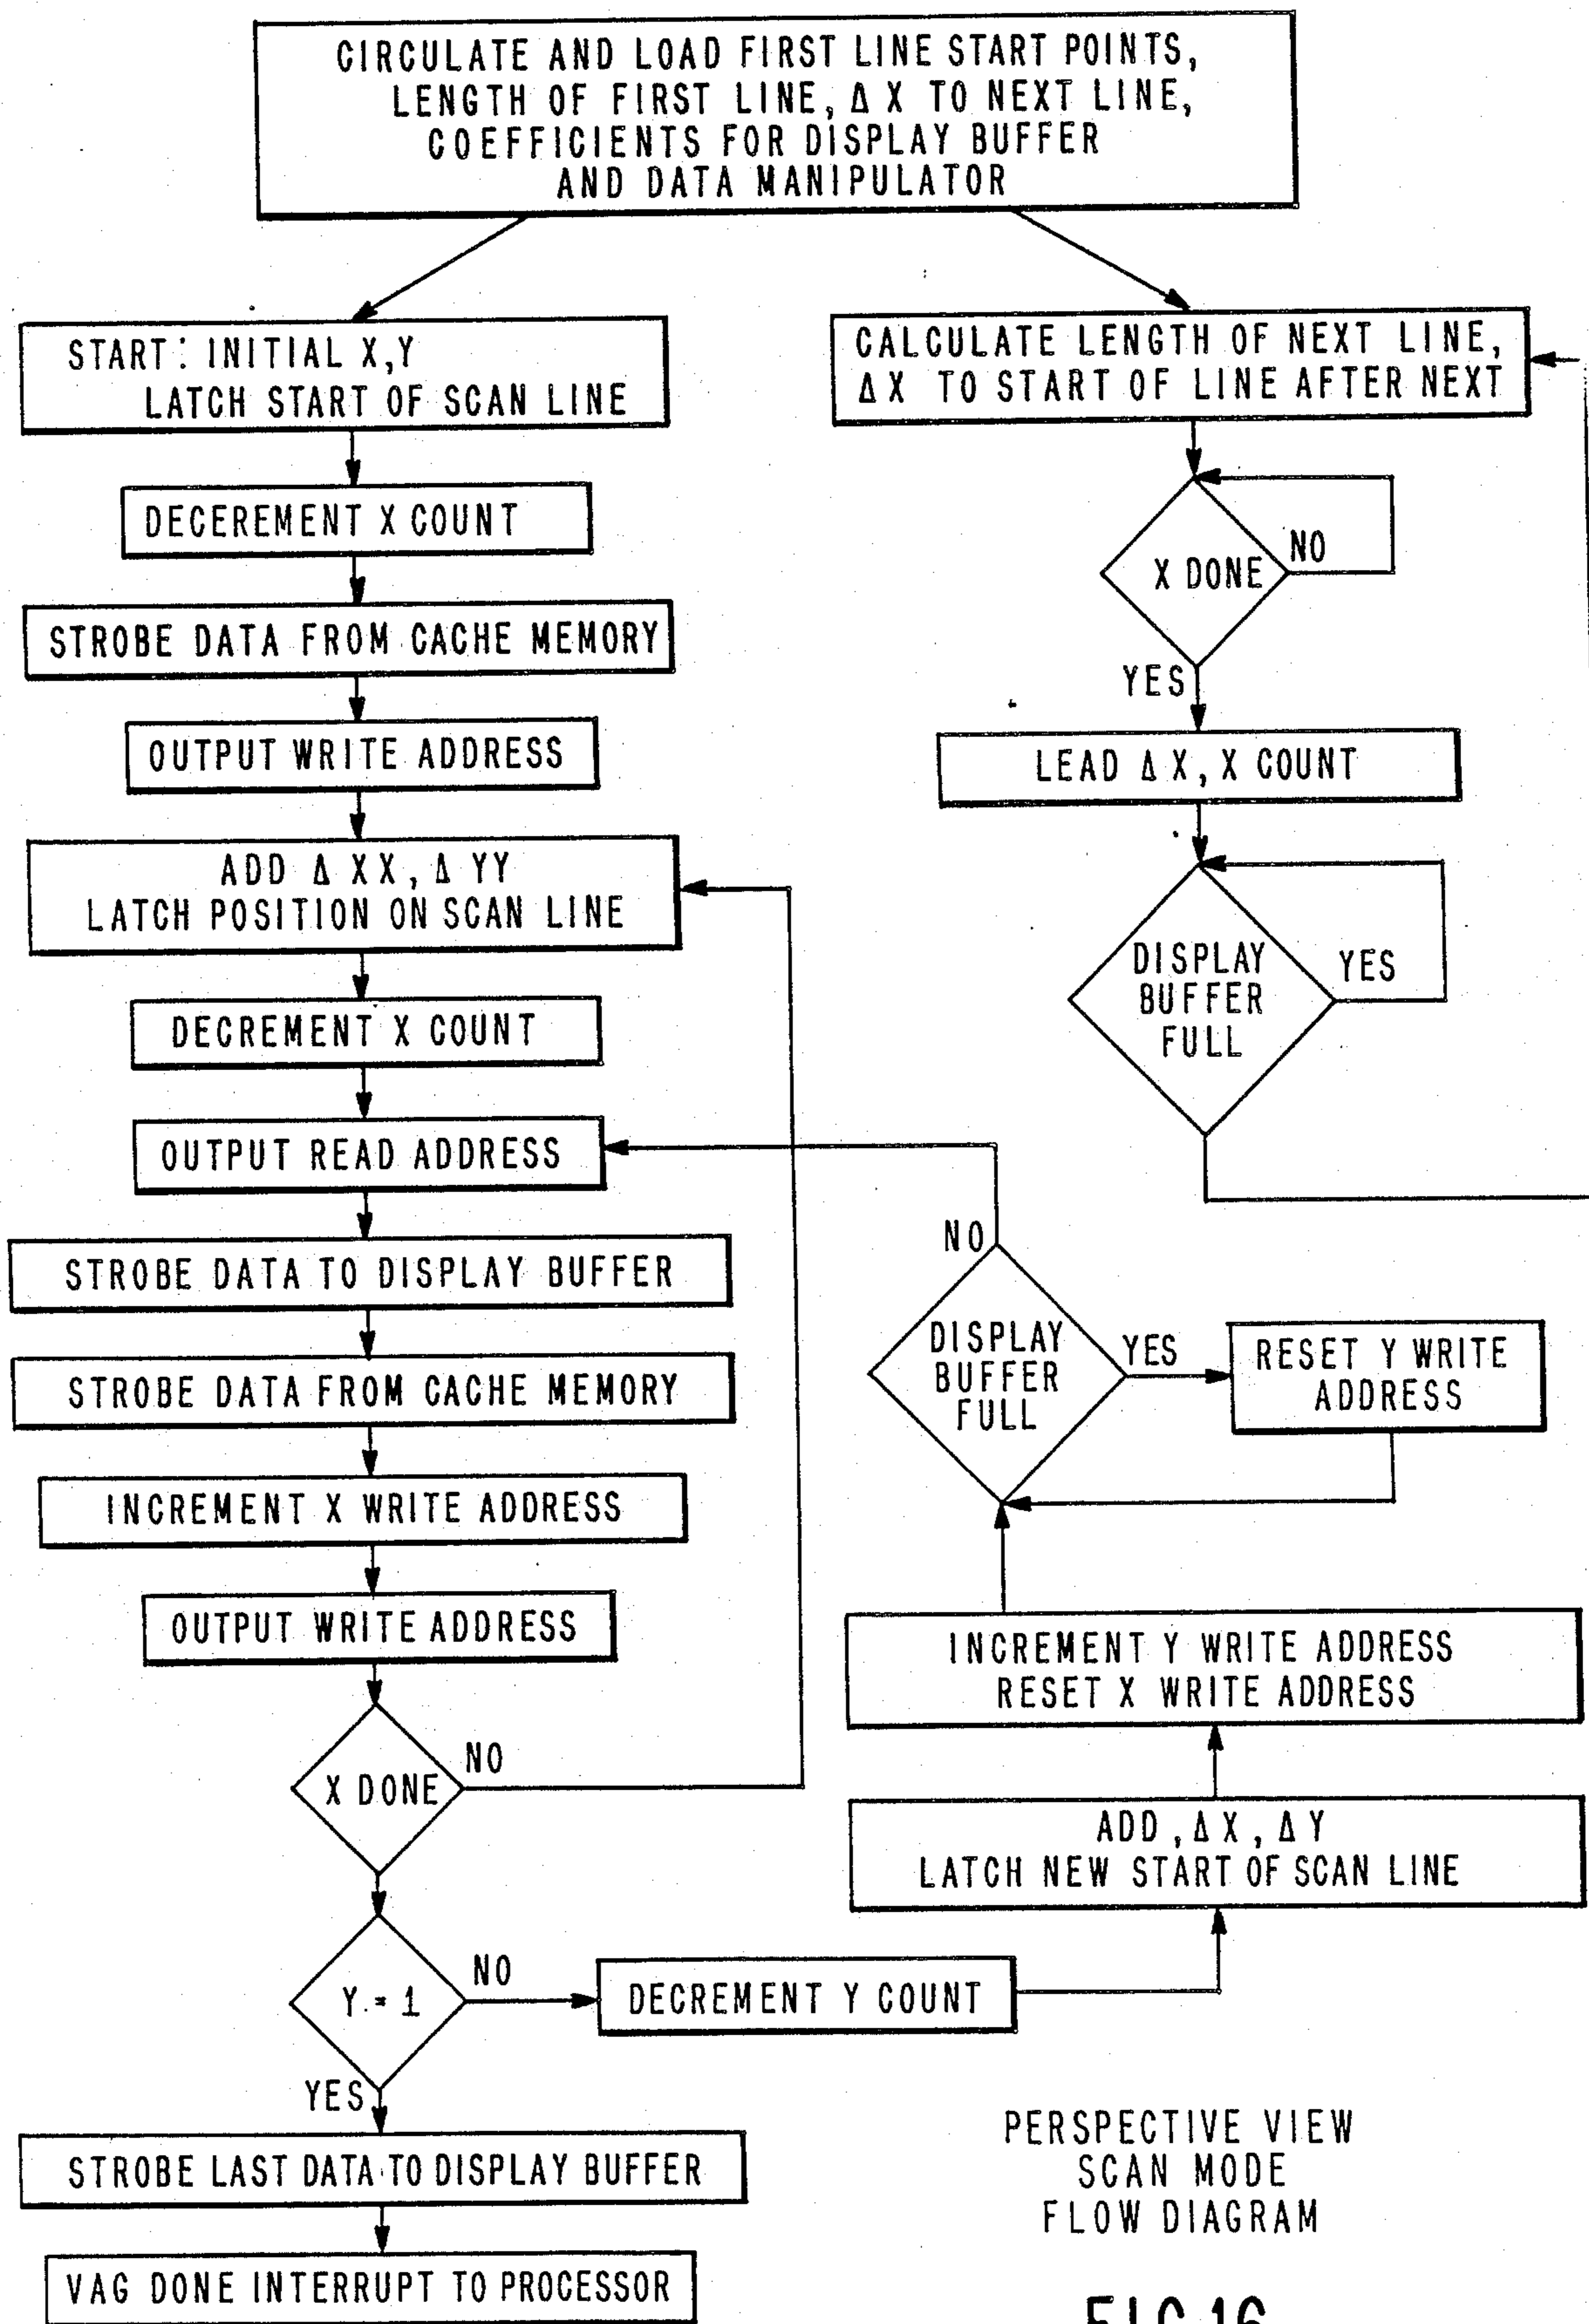 CIRCULATE AND LOAD FIRST LINE START POINTS,
LENGTH OF FIRST LINE, Δ X TO NEXT LINE,
COEFFICIENTS FOR DISPLAY BUFFER
AND DATA MANIPULATOR
START: INITIAL X,Y
LATCH START OF SCAN LINE
DECEREMENT X COUNT
STROBE DATA FROM CACHE MEMORY
OUTPUT WRITE ADDRESS
ADD Δ XX, Δ YY
LATCH POSITION ON SCAN LINE
DECREMENT X COUNT
OUTPUT READ ADDRESS
STROBE DATA TO DISPLAY BUFFER
STROBE DATA FROM CACHE MEMORY
INCREMENT X WRITE ADDRESS
OUTPUT WRITE ADDRESS
X DONE
NO
Y = 1
NO
YES
STROBE LAST DATA TO DISPLAY BUFFER
VAG DONE INTERRUPT TO PROCESSOR
CALCULATE LENGTH OF NEXT LINE,
Δ X TO START OF LINE AFTER NEXT
X DONE
NO
YES
LEAD Δ X, X COUNT
DISPLAY
BUFFER
FULL
YES
NO
DISPLAY
BUFFER
FULL
YES
RESET Y WRITE
ADDRESS
INCREMENT Y WRITE ADDRESS
RESET X WRITE ADDRESS
ADD, Δ X, Δ Y
LATCH NEW START OF SCAN LINE
DECREMENT Y COUNT
PERSPECTIVE VIEW
SCAN MODE
FLOW DIAGRAM
FIG.16